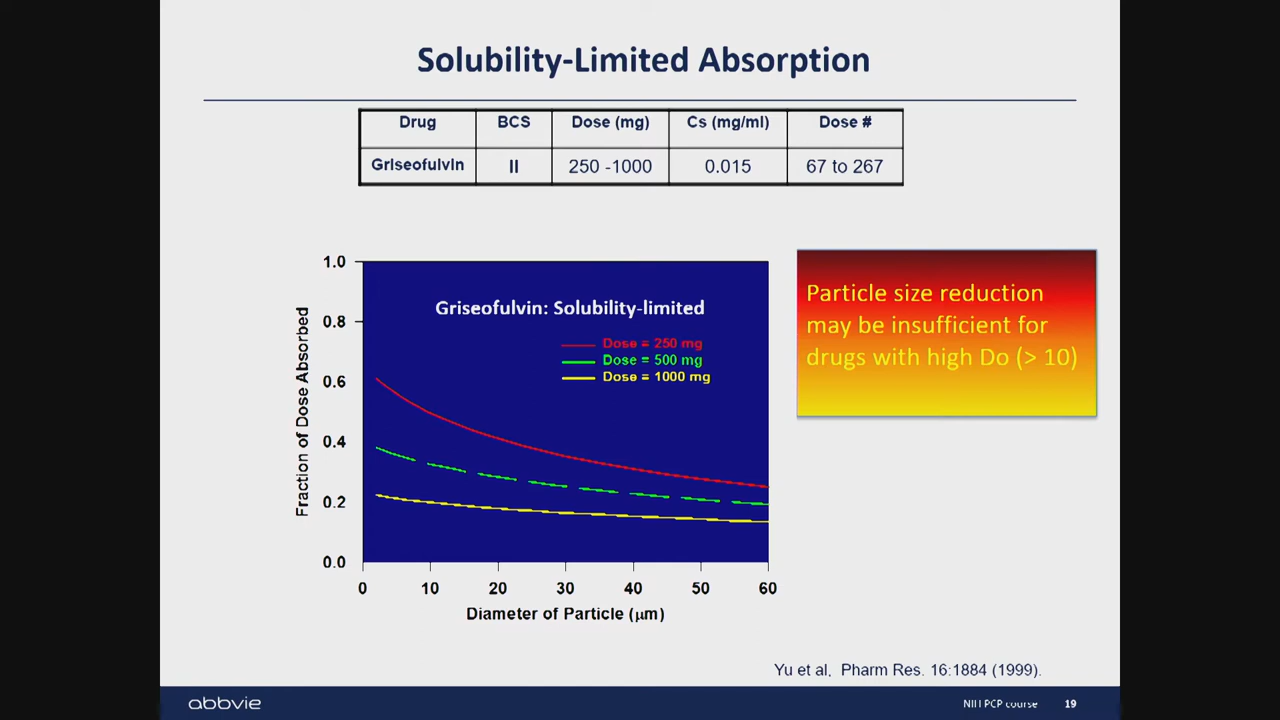 Solubility-Limited Absorption
Drug BCS Dose (mg) Cs (mg/ml) Dose #
Griseofulvin II 250 -1000 0.015 67 to 267
Griseofulvin: Solubility-limited
Dose = 250 mg
Dose = 500 mg
Dose = 1000 mg
Fraction of Dose Absorbed
1.0
0.8
0.6
0.4
0.2
0.0
0 10 20 30 40 50 60
Diameter of Particle (μm)
Particle size reduction
may be insufficient for
drugs with high Do (> 10)
Yu et al, Pharm Res. 16:1884 (1999).
abbvie
NIH PCP course 19